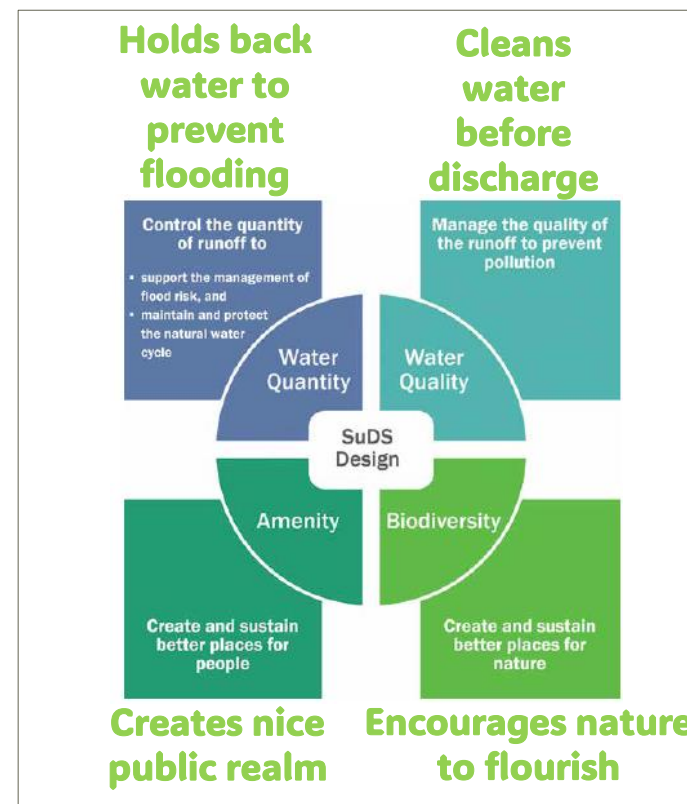 Holds back
water to
prevent
flooding
Cleans
water
before
discharge
Control the quantity
of runoff to
• support the management of
flood risk, and
• maintain and protect
the natural water
cycle
Manage the quality of
the runoff to prevent
pollution
Water
Quantity
Water
Quality
SuDS
Design
Amenity
Biodiversity
Create and sustain
better places for
people
Create and sustain
better places for
nature
Creates nice
public realm
Encourages nature
to flourish